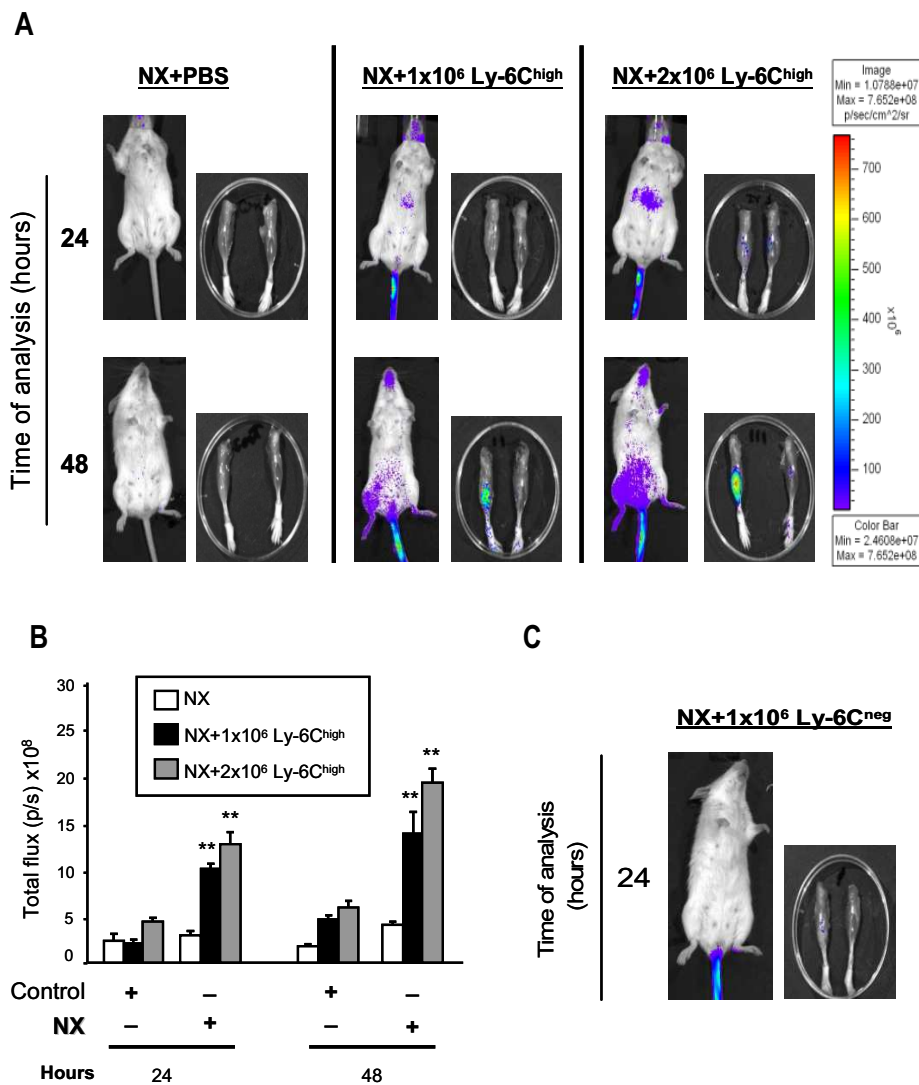 A
NX+PBS
NX+1x10⁶ Ly-6Cʰⁱᵍʰ
NX+2x10⁶ Ly-6Cʰⁱᵍʰ
Time of analysis (hours)
24
48
Image
Min = 1.0788e+07
Max = 7.652e+08
p/sec/cm^2/sr
700
600
500
400
300
200
100
x10⁶
Color Bar
Min = 2.4608e+07
Max = 7.652e+08
B
Total flux (p/s) x10⁸
30
25
20
15
10
5
0
NX
NX+1x10⁶ Ly-6Cʰⁱᵍʰ
NX+2x10⁶ Ly-6Cʰⁱᵍʰ
** **
** **
Control + – + –
NX – + – +
Hours 24 48
C
NX+1x10⁶ Ly-6Cⁿᵉᵍ
Time of analysis
(hours)
24